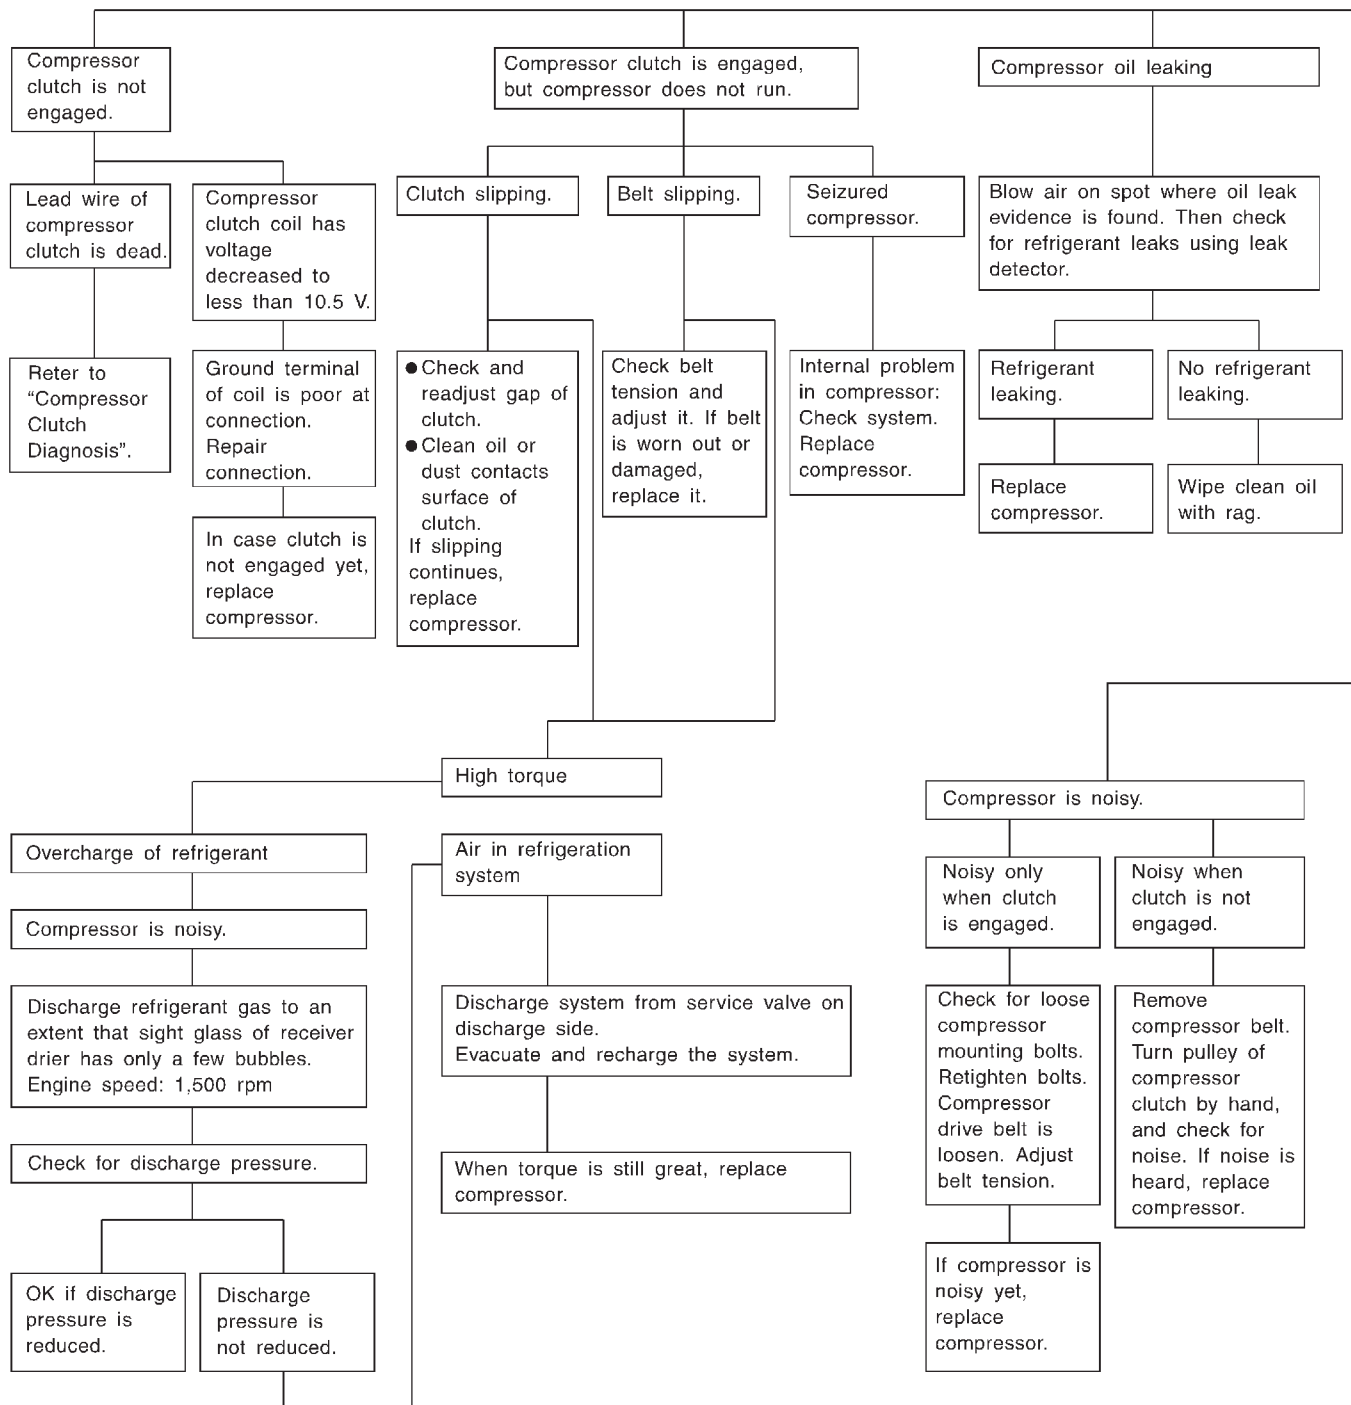 Compressor
clutch is not
engaged.
Compressor clutch is engaged,
but compressor does not run.
Compressor oil leaking
Lead wire of
compressor
clutch is dead.
Compressor
clutch coil has
voltage
decreased to
less than 10.5 V.
Clutch slipping.
Belt slipping.
Seizured
compressor.
Blow air on spot where oil leak
evidence is found. Then check
for refrigerant leaks using leak
detector.
Reter to
“Compressor
Clutch
Diagnosis”.
Ground terminal
of coil is poor at
connection.
Repair
connection.
● Check and
readjust gap of
clutch.
● Clean oil or
dust contacts
surface of
clutch.
If slipping
continues,
replace
compressor.
Check belt
tension and
adjust it. If belt
is worn out or
damaged,
replace it.
Internal problem
in compressor:
Check system.
Replace
compressor.
Refrigerant
leaking.
No refrigerant
leaking.
Replace
compressor.
Wipe clean oil
with rag.
In case clutch is
not engaged yet,
replace
compressor.
High torque
Compressor is noisy.
Overcharge of refrigerant
Air in refrigeration
system
Noisy only
when clutch
is engaged.
Noisy when
clutch is not
engaged.
Compressor is noisy.
Discharge refrigerant gas to an
extent that sight glass of receiver
drier has only a few bubbles.
Engine speed: 1,500 rpm
Discharge system from service valve on
discharge side.
Evacuate and recharge the system.
Check for loose
compressor
mounting bolts.
Retighten bolts.
Compressor
drive belt is
loosen. Adjust
belt tension.
Remove
compressor belt.
Turn pulley of
compressor
clutch by hand,
and check for
noise. If noise is
heard, replace
compressor.
Check for discharge pressure.
When torque is still great, replace
compressor.
OK if discharge
pressure is
reduced.
Discharge
pressure is
not reduced.
If compressor is
noisy yet,
replace
compressor.